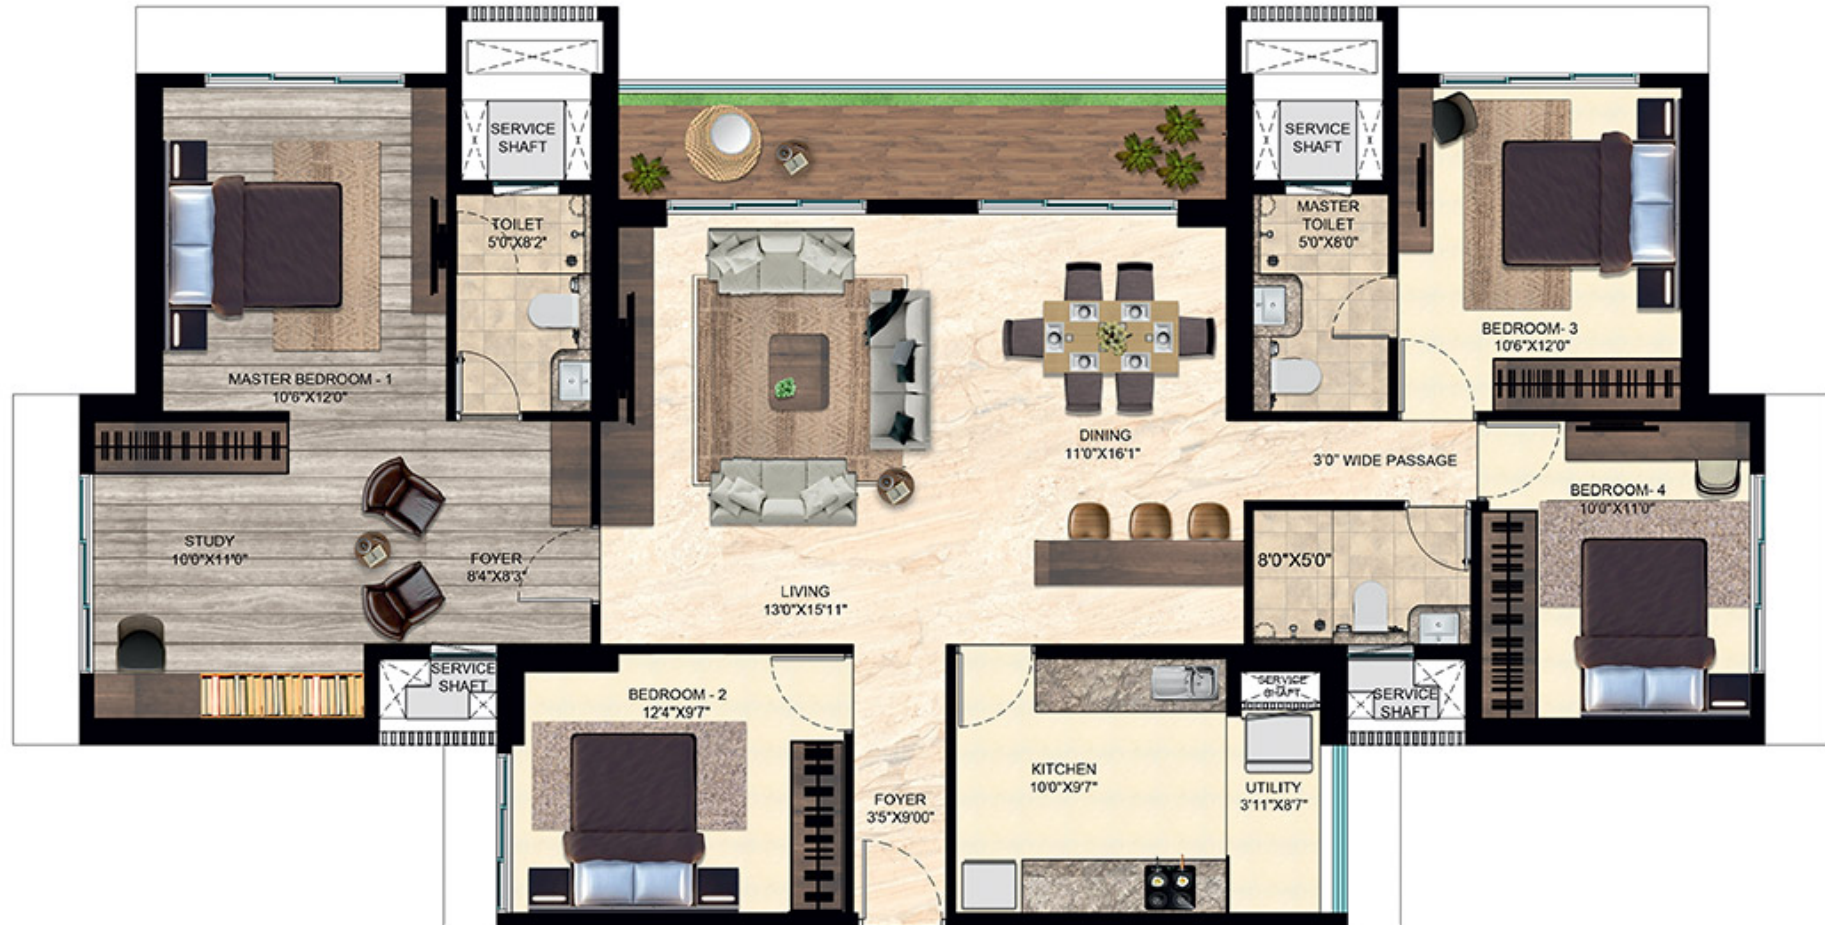 SERVICE
SHAFT
SERVICE
SHAFT
TOILET
5'0"X8'2"
MASTER
TOILET
5'0"X8'0"
BEDROOM- 3
10'6"X12'0"
MASTER BEDROOM - 1
10'6"X12'0"
DINING
11'0"X16'1"
3'0" WIDE PASSAGE
BEDROOM- 4
10'0"X11'0"
STUDY
10'0"X11'0"
FOYER
8'4"X8'3"
8'0"X5'0"
LIVING
13'0"X15'11"
SERVICE
SHAFT
BEDROOM - 2
12'4"X9'7"
SERVICE
SHAFT
SERVICE
SHAFT
KITCHEN
10'0"X9'7"
UTILITY
3'11"X8'7"
FOYER
3'5"X9'00"